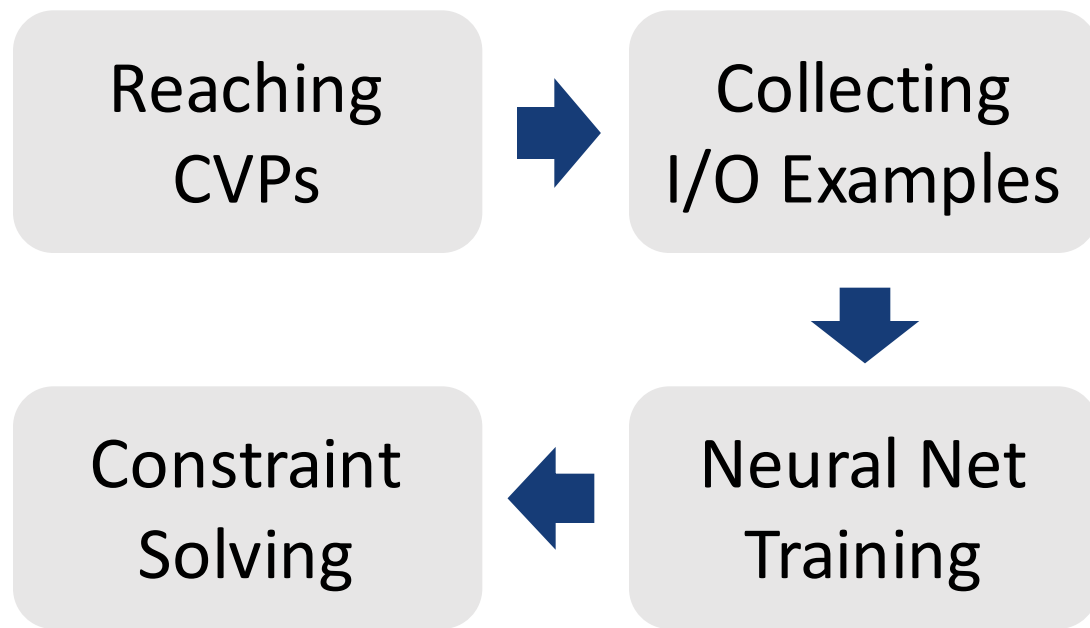 Reaching
CVPs
Collecting
I/O Examples
Neural Net
Training
Constraint
Solving